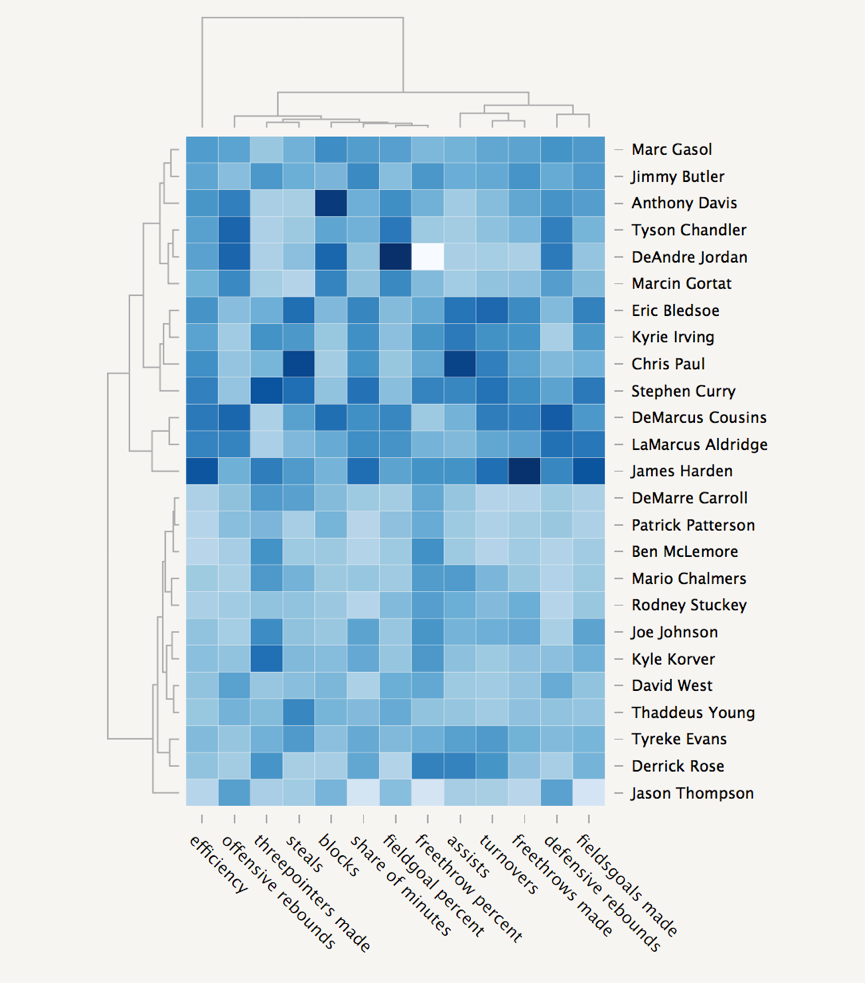 Marc Gasol
Jimmy Butler
Anthony Davis
Tyson Chandler
DeAndre Jordan
Marcin Gortat
Eric Bledsoe
Kyrie Irving
Chris Paul
Stephen Curry
DeMarcus Cousins
LaMarcus Aldridge
James Harden
DeMarre Carroll
Patrick Patterson
Ben McLemore
Mario Chalmers
Rodney Stuckey
Joe Johnson
Kyle Korver
David West
Thaddeus Young
Tyreke Evans
Derrick Rose
Jason Thompson
efficiency
offensive rebounds
threepointers made
steals
blocks
share of minutes
fieldgoal percent
freethrow percent
assists
turnovers
freethrows made
defensive rebounds
fieldsgoals made